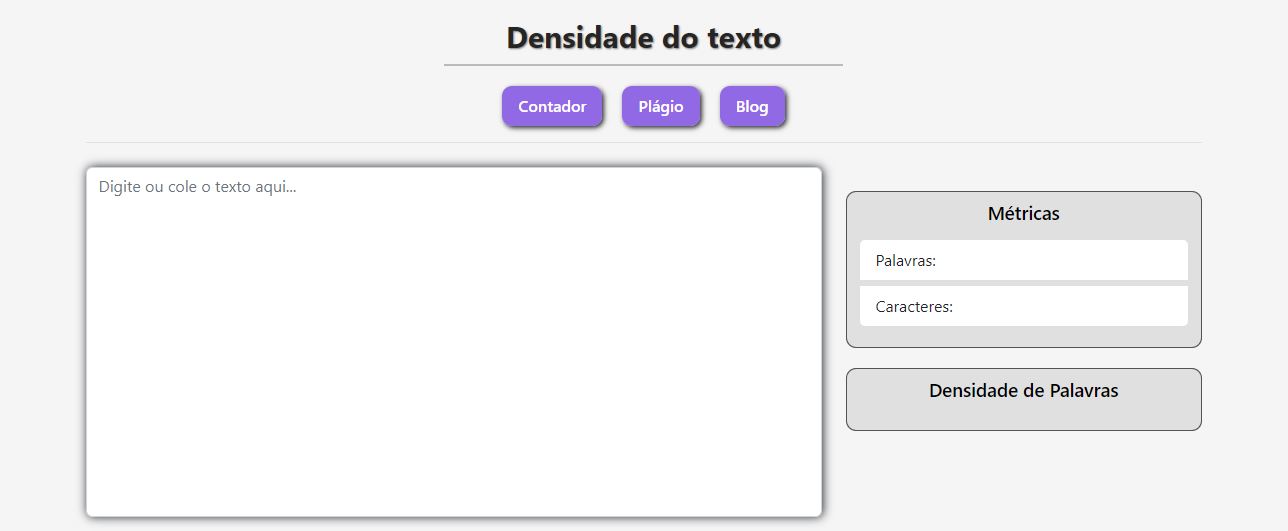 Densidade do texto
Contador Plágio Blog
Digite ou cole o texto aqui...
Métricas
Palavras:
Caracteres:
Densidade de Palavras